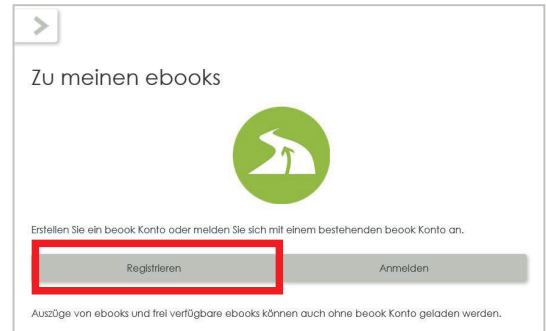 Zu meinen ebooks
Erstellen Sie ein beook Konto oder melden Sie sich mit einem bestehenden beook Konto an.
Registrieren Anmelden
Auszüge von ebooks und frei verfügbare ebooks können auch ohne beook Konto geladen werden.